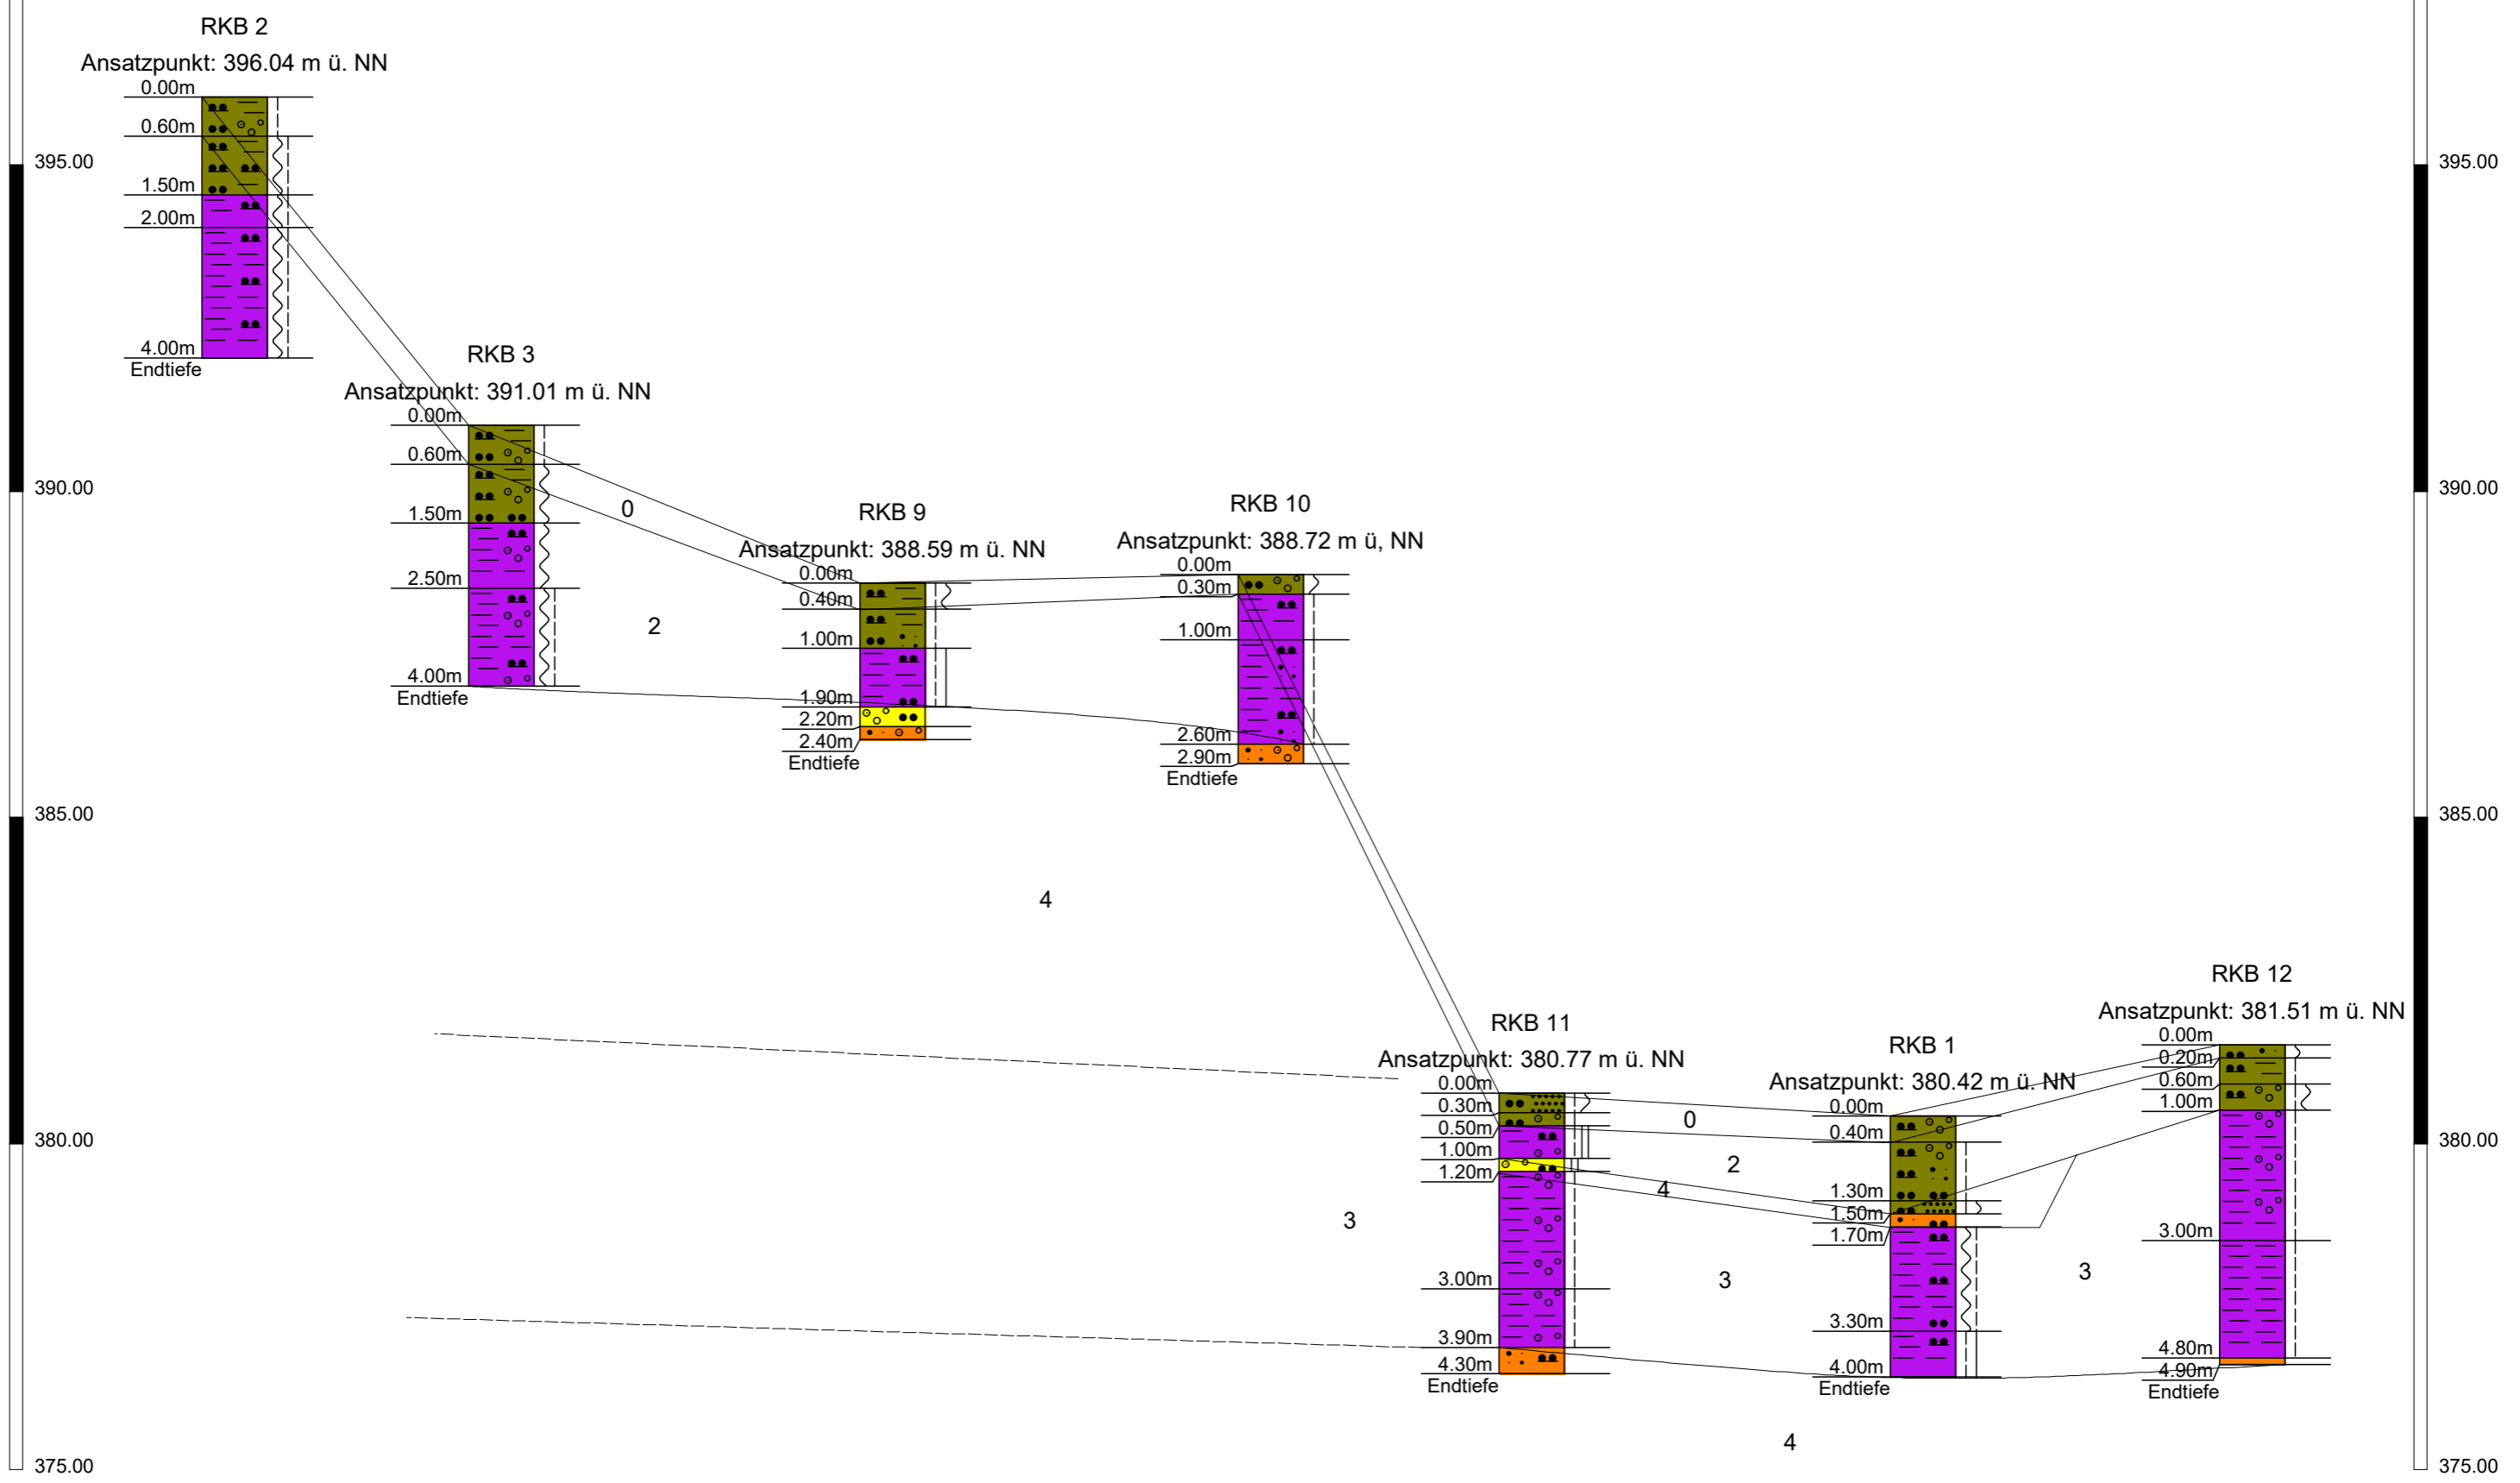 RKB 2
Ansatzpunkt: 396.04 m ü. NN
0.00m
0.60m
1.50m
2.00m
4.00m
Endtiefe
RKB 3
Ansatzpunkt: 391.01 m ü. NN
0.00m
0.60m
1.50m
2.50m
4.00m
Endtiefe
RKB 9
Ansatzpunkt: 388.59 m ü. NN
0.00m
0.40m
1.00m
1.90m
2.20m
2.40m
Endtiefe
RKB 10
Ansatzpunkt: 388.72 m ü, NN
0.00m
0.30m
1.00m
2.60m
2.90m
Endtiefe
RKB 11
Ansatzpunkt: 380.77 m ü. NN
0.00m
0.30m
0.50m
1.00m
1.20m
3.00m
3.90m
4.30m
Endtiefe
RKB 1
Ansatzpunkt: 380.42 m ü. NN
0.00m
0.40m
1.30m
1.50m
1.70m
3.30m
4.00m
Endtiefe
RKB 12
Ansatzpunkt: 381.51 m ü. NN
0.00m
0.20m
0.60m
1.00m
3.00m
4.80m
4.90m
Endtiefe
0
2
4
3
0
2
4
3
3
4
395.00
390.00
385.00
380.00
375.00
395.00
390.00
385.00
380.00
375.00